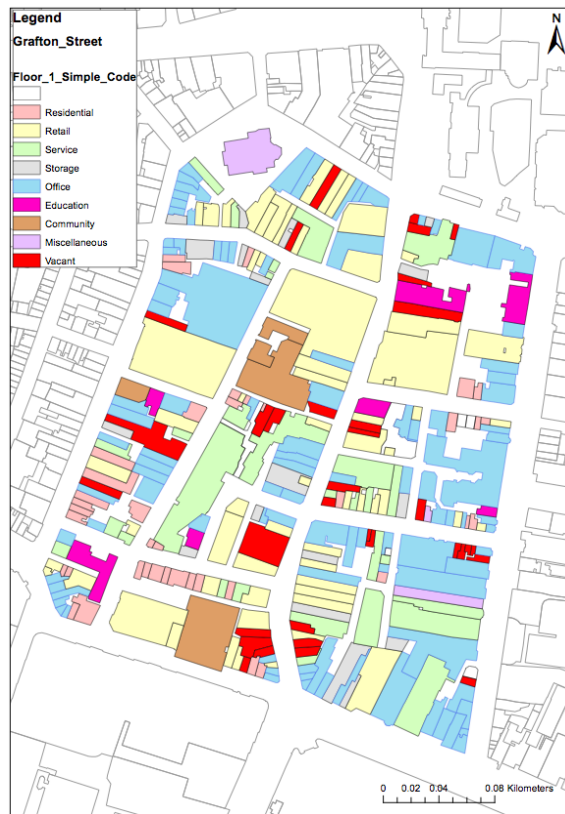 Legend
Grafton_Street
Floor_1_Simple_Code
Residential
Retail
Service
Storage
Office
Education
Community
Miscellaneous
Vacant
N
0 0.02 0.04 0.08 Kilometers